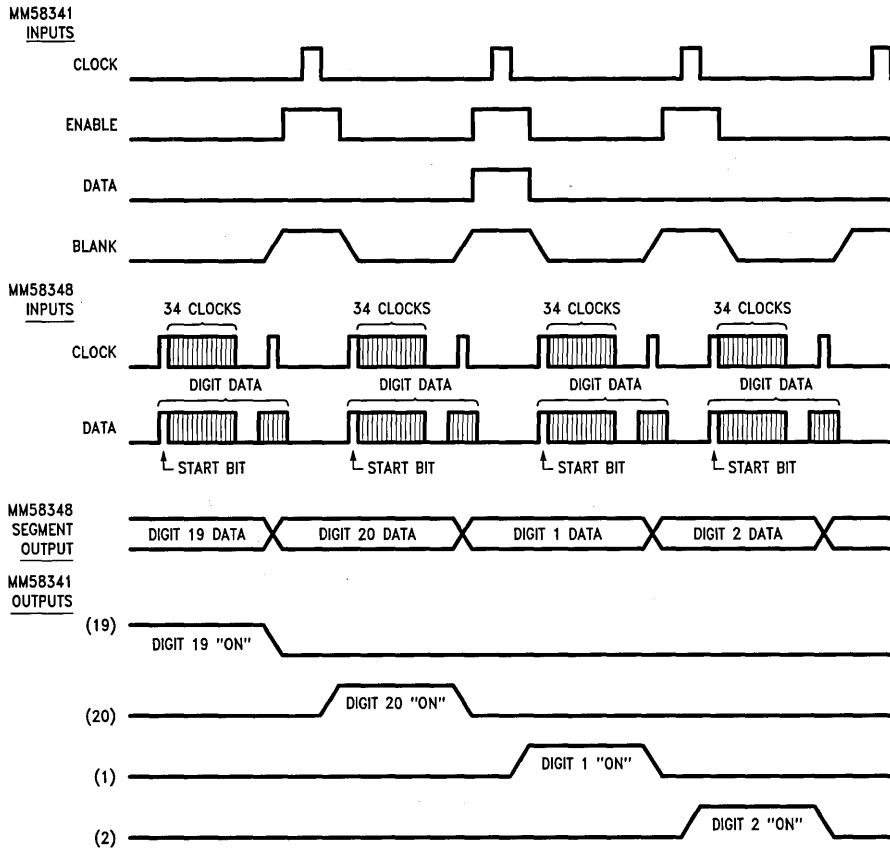 MM58341
INPUTS
CLOCK
ENABLE
DATA
BLANK
MM58348
INPUTS
34 CLOCKS 34 CLOCKS 34 CLOCKS 34 CLOCKS
CLOCK
DIGIT DATA DIGIT DATA DIGIT DATA DIGIT DATA
DATA
START BIT START BIT START BIT START BIT
MM58348
SEGMENT
OUTPUT
DIGIT 19 DATA DIGIT 20 DATA DIGIT 1 DATA DIGIT 2 DATA
MM58341
OUTPUTS
(19)
DIGIT 19 "ON"
(20)
DIGIT 20 "ON"
(1)
DIGIT 1 "ON"
(2)
DIGIT 2 "ON"